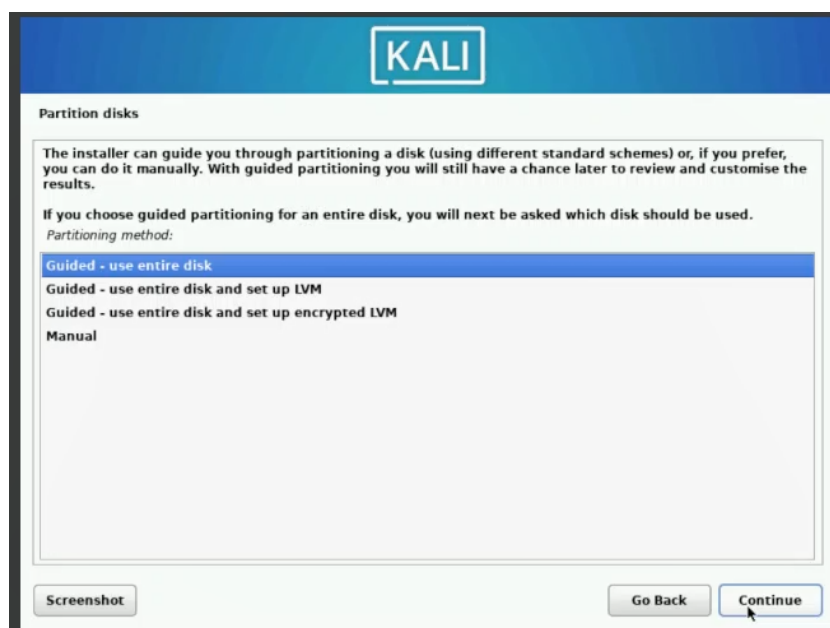 KALI
Partition disks
The installer can guide you through partitioning a disk (using different standard schemes) or, if you prefer,
you can do it manually. With guided partitioning you will still have a chance later to review and customise the
results.
If you choose guided partitioning for an entire disk, you will next be asked which disk should be used.
Partitioning method:
Guided - use entire disk
Guided - use entire disk and set up LVM
Guided - use entire disk and set up encrypted LVM
Manual
Screenshot Go Back Continue